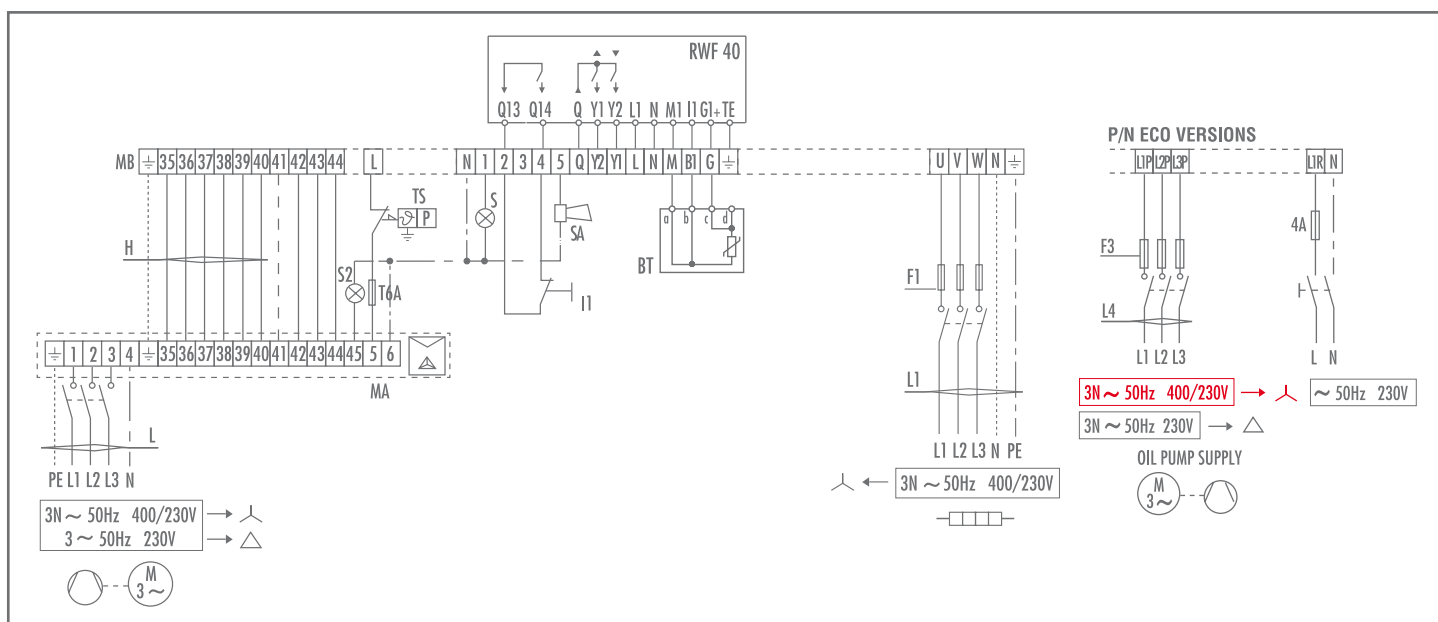 RWF 40
Q13 Q14 Q Y1 Y2 L1 N M1 I1 G1+ TE
P/N ECO VERSIONS
MB 35 36 37 38 39 40 41 42 43 44 L N 1 2 3 4 5 Q Y2 Y1 L N M B1 G U V W N
L1P L2P L3P L1R N
TS
P
S
SA
a b c d
BT
H
4A
F3
S2
T6A
I1
F1
L4
1 2 3 4 35 36 37 38 39 40 41 42 43 44 45 5 6
MA
L1 L2 L3
L N
L1
3N ~ 50Hz 400/230V
~ 50Hz 230V
3N ~ 50Hz 230V
L
L1 L2 L3 N PE
OIL PUMP SUPPLY
PE L1 L2 L3 N
3N ~ 50Hz 400/230V
M
3~
3N ~ 50Hz 400/230V
3 ~ 50Hz 230V
M
3~